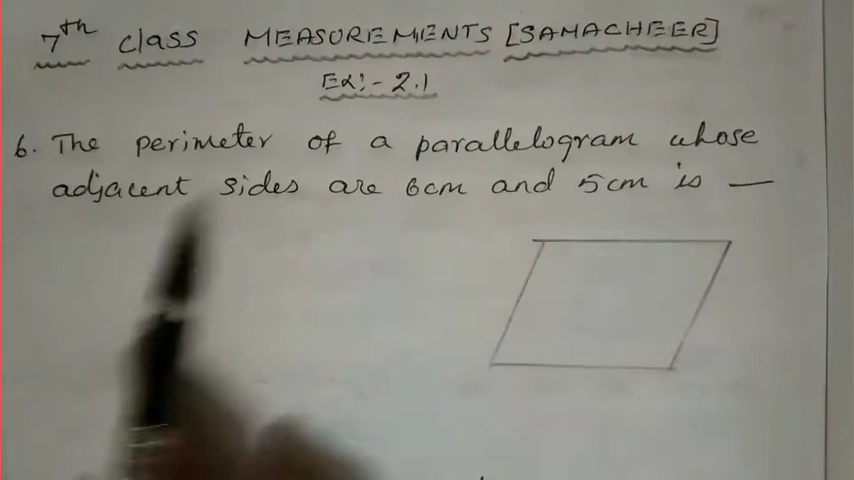 7th class MEASUREMENTS [SAMACHEER]
Ex:- 2.1
6. The perimeter of a parallelogram whose
adjacent sides are 6cm and 5cm is —